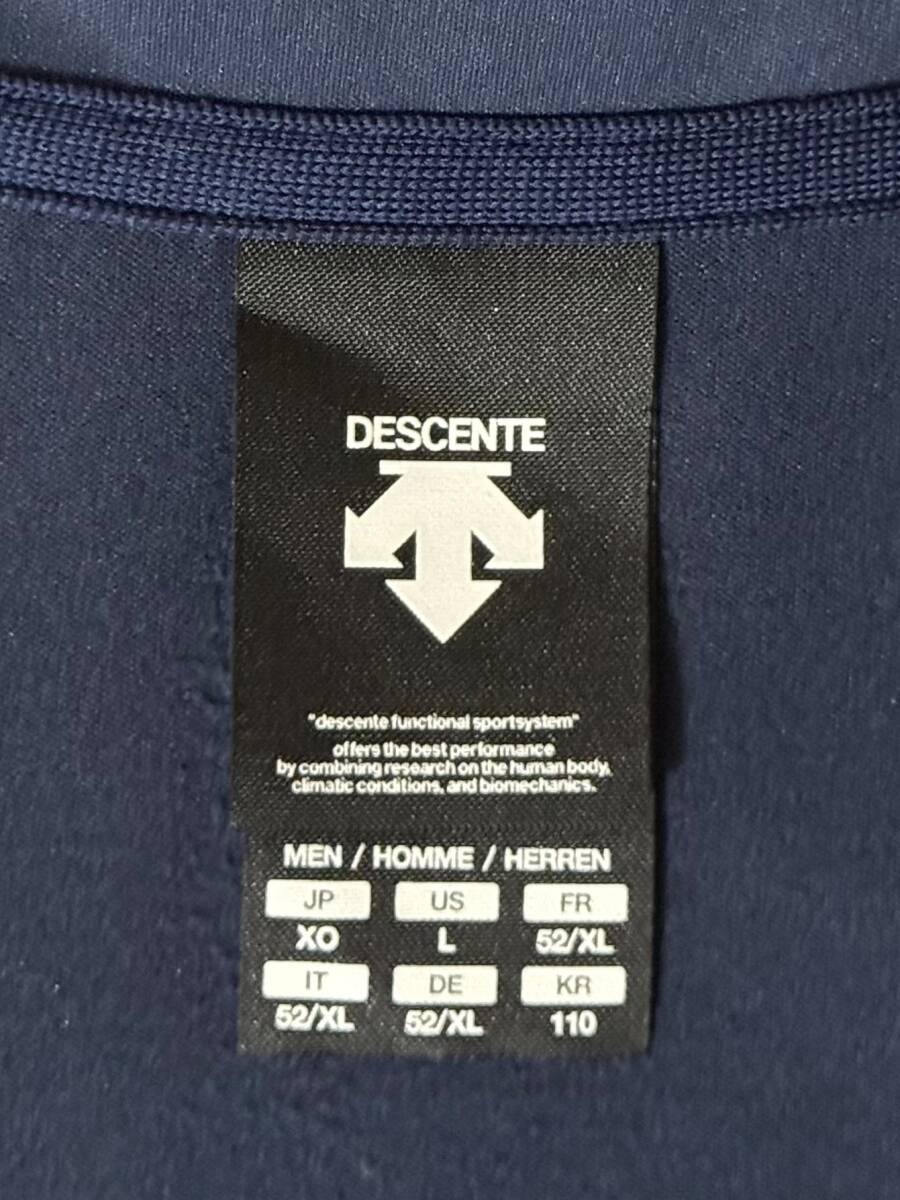 DESCENTE
"descente functional sportsystem"
offers the best performance
by combining research on the human body,
climatic conditions, and biomechanics.
MEN / HOMME / HERREN
JP US FR
XO L 52/XL
IT DE KR
52/XL 52/XL 110